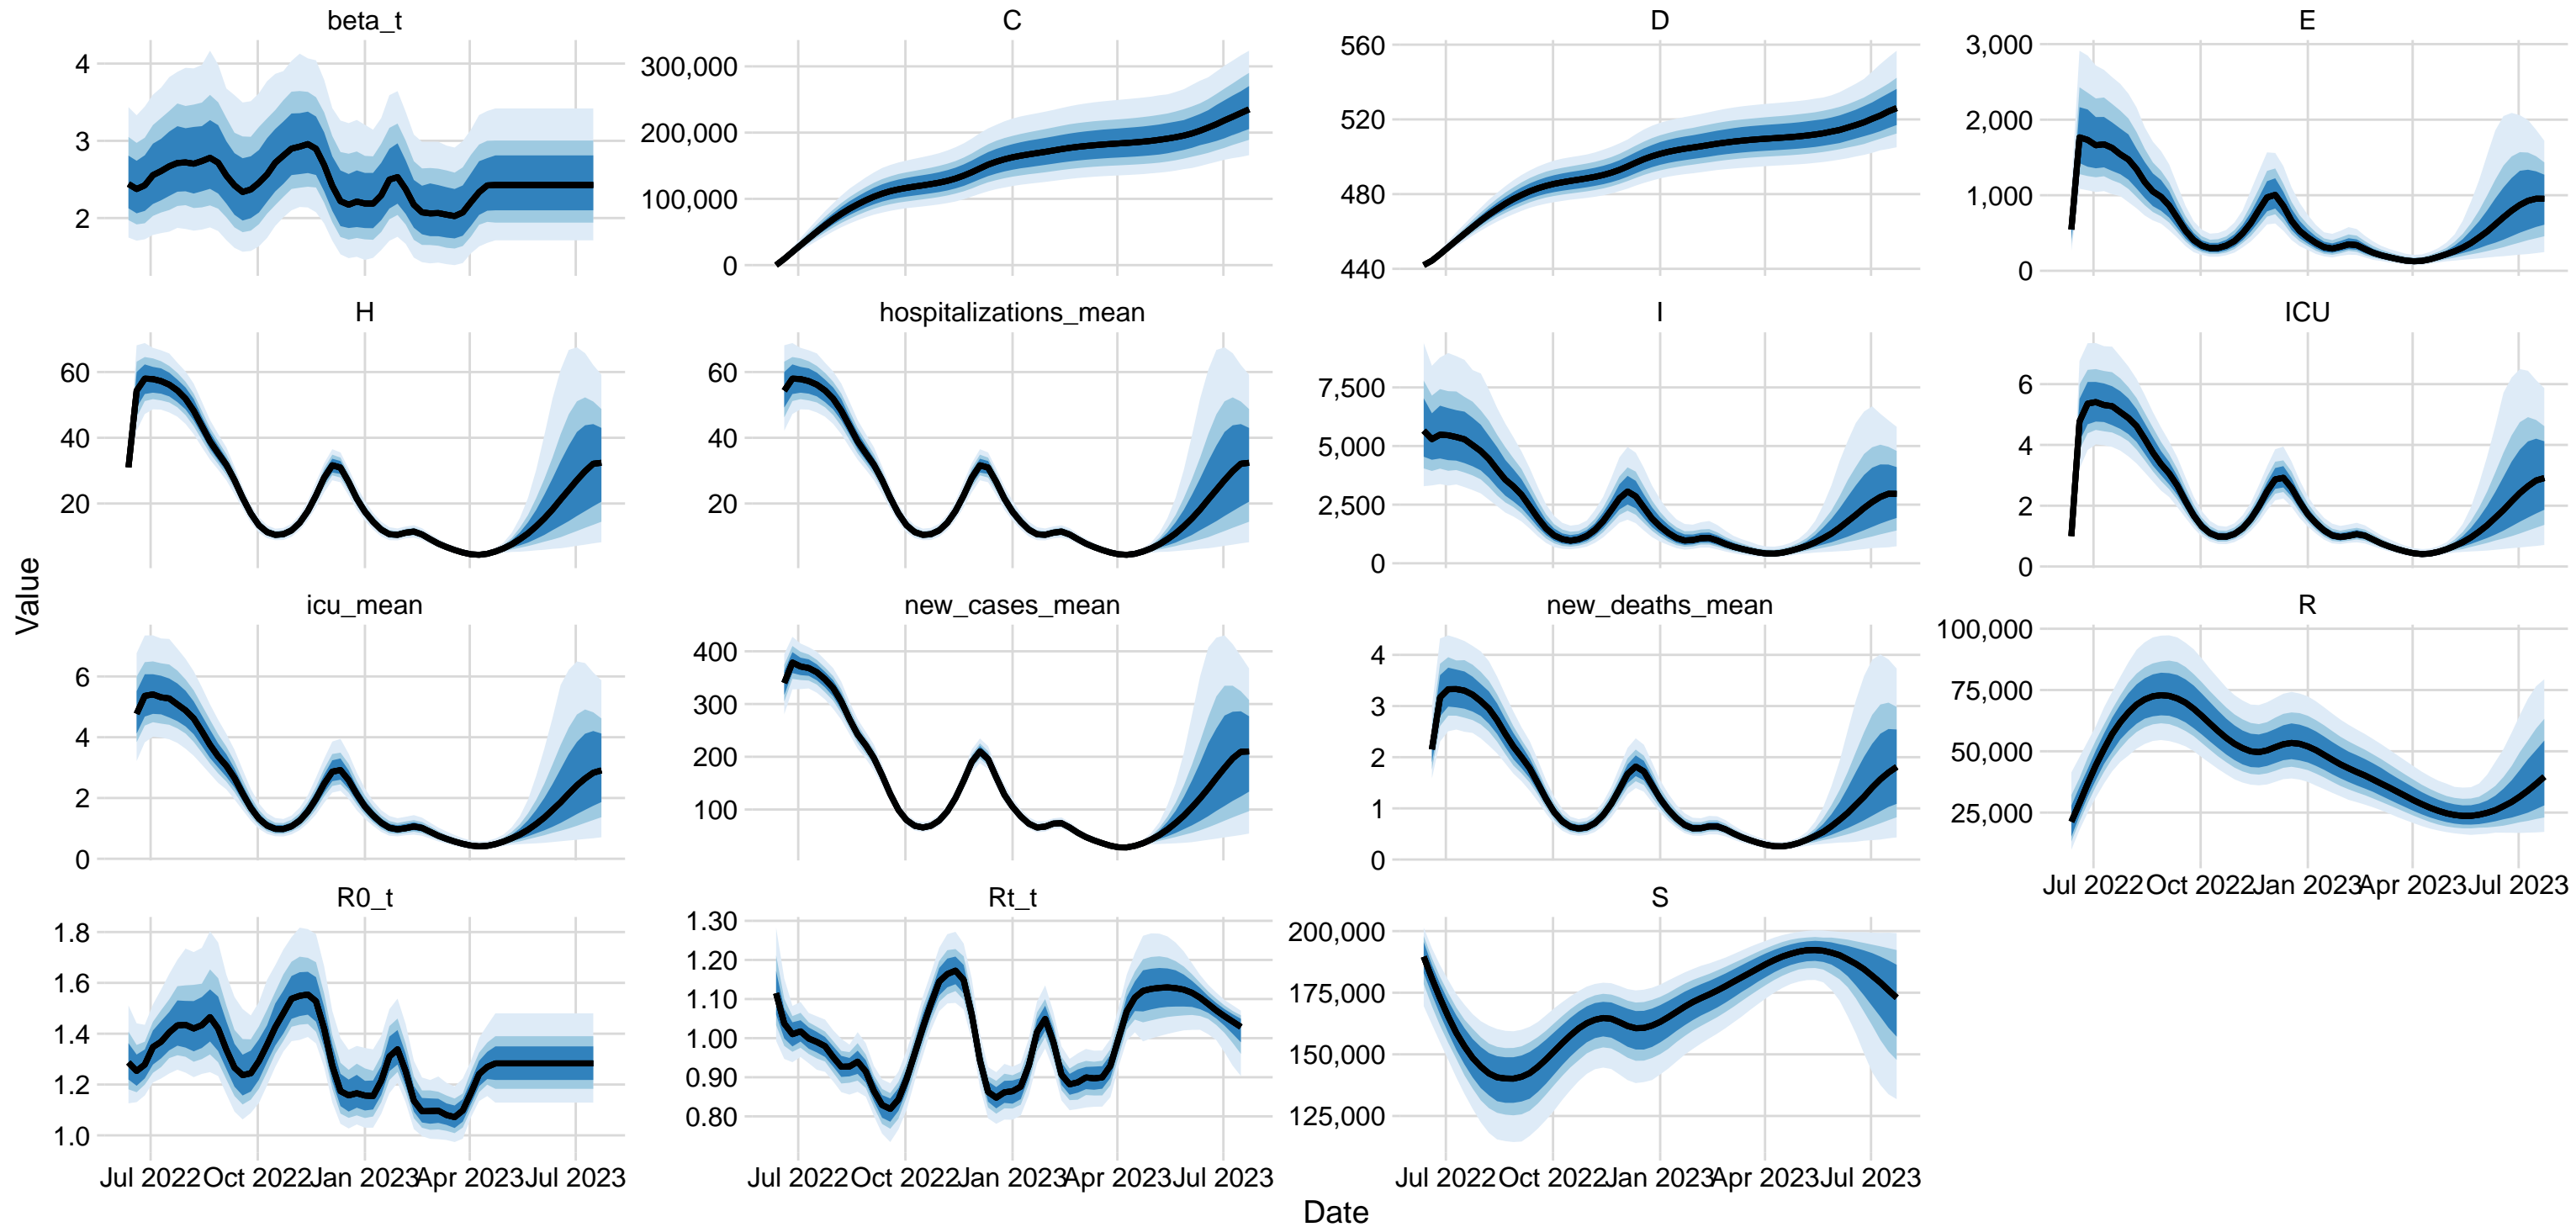 beta_t
C
D
E
4
3
2
300,000
200,000
100,000
0
560
520
480
440
3,000
2,000
1,000
0
H
hospitalizations_mean
I
ICU
60
40
20
60
40
20
7,500
5,000
2,500
0
6
4
2
0
Value
icu_mean
new_cases_mean
new_deaths_mean
R
6
4
2
0
400
300
200
100
4
3
2
1
0
100,000
75,000
50,000
25,000
Jul 2022 Oct 2022 Jan 2023 Apr 2023 Jul 2023
R0_t
Rt_t
S
1.8
1.6
1.4
1.2
1.0
1.30
1.20
1.10
1.00
0.90
0.80
200,000
175,000
150,000
125,000
Jul 2022 Oct 2022 Jan 2023 Apr 2023 Jul 2023
Jul 2022 Oct 2022 Jan 2023 Apr 2023 Jul 2023
Jul 2022 Oct 2022 Jan 2023 Apr 2023 Jul 2023
Date